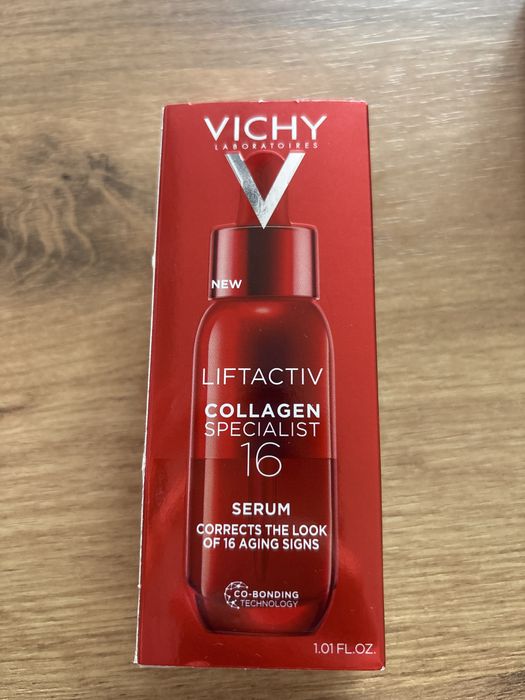 VICHY
LABORATOIRES
NEW
LIFTACTIV
COLLAGEN
SPECIALIST
16
SERUM
CORRECTS THE LOOK
OF 16 AGING SIGNS
CO-BONDING
TECHNOLOGY
1.01 FL.OZ.